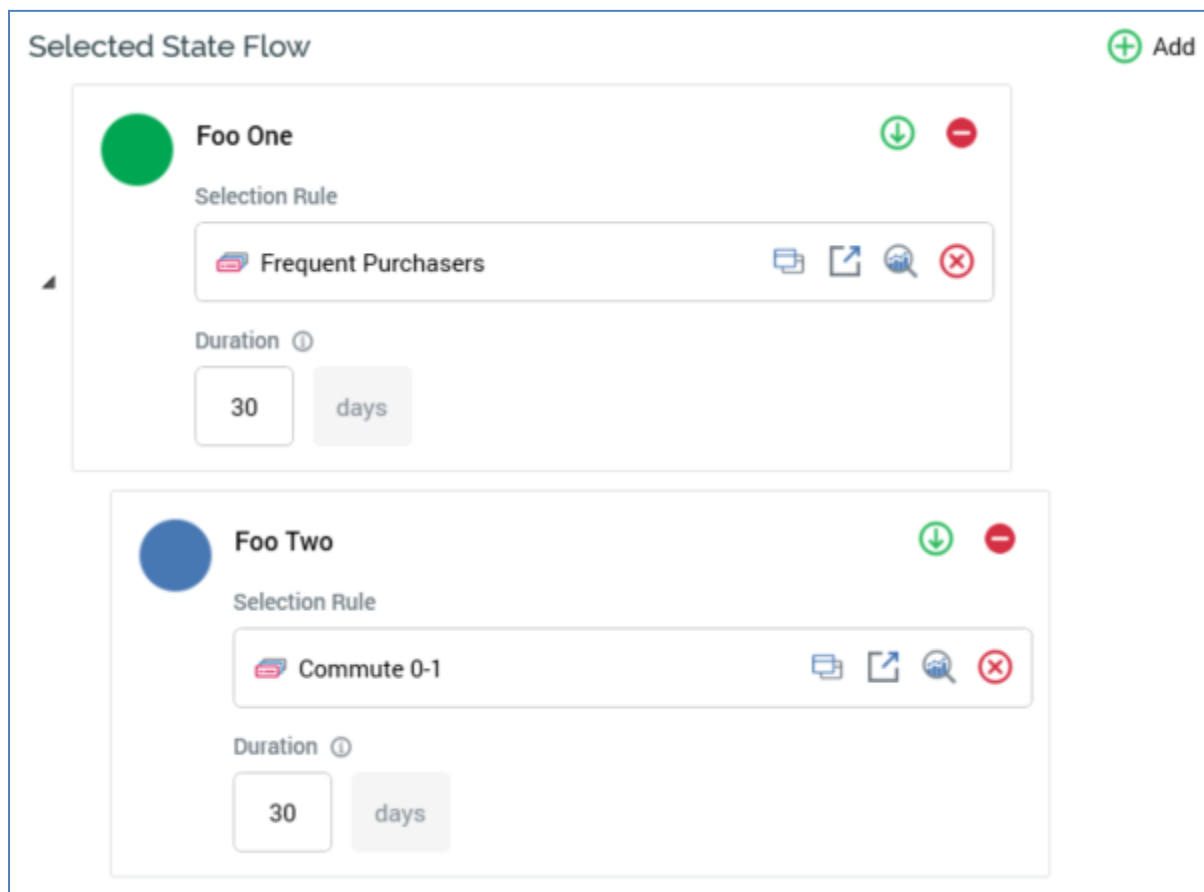 Selected State Flow
Add
Foo One
Selection Rule
Frequent Purchasers
Duration
30 days
Foo Two
Selection Rule
Commute 0-1
Duration
30 days